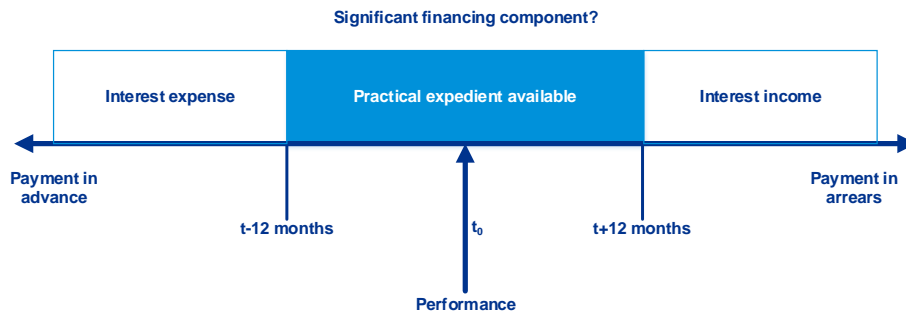 Significant financing component?
Interest expense
Practical expedient available
Interest income
Payment in
advance
Payment in
arrears
t-12 months
t₀
t+12 months
Performance